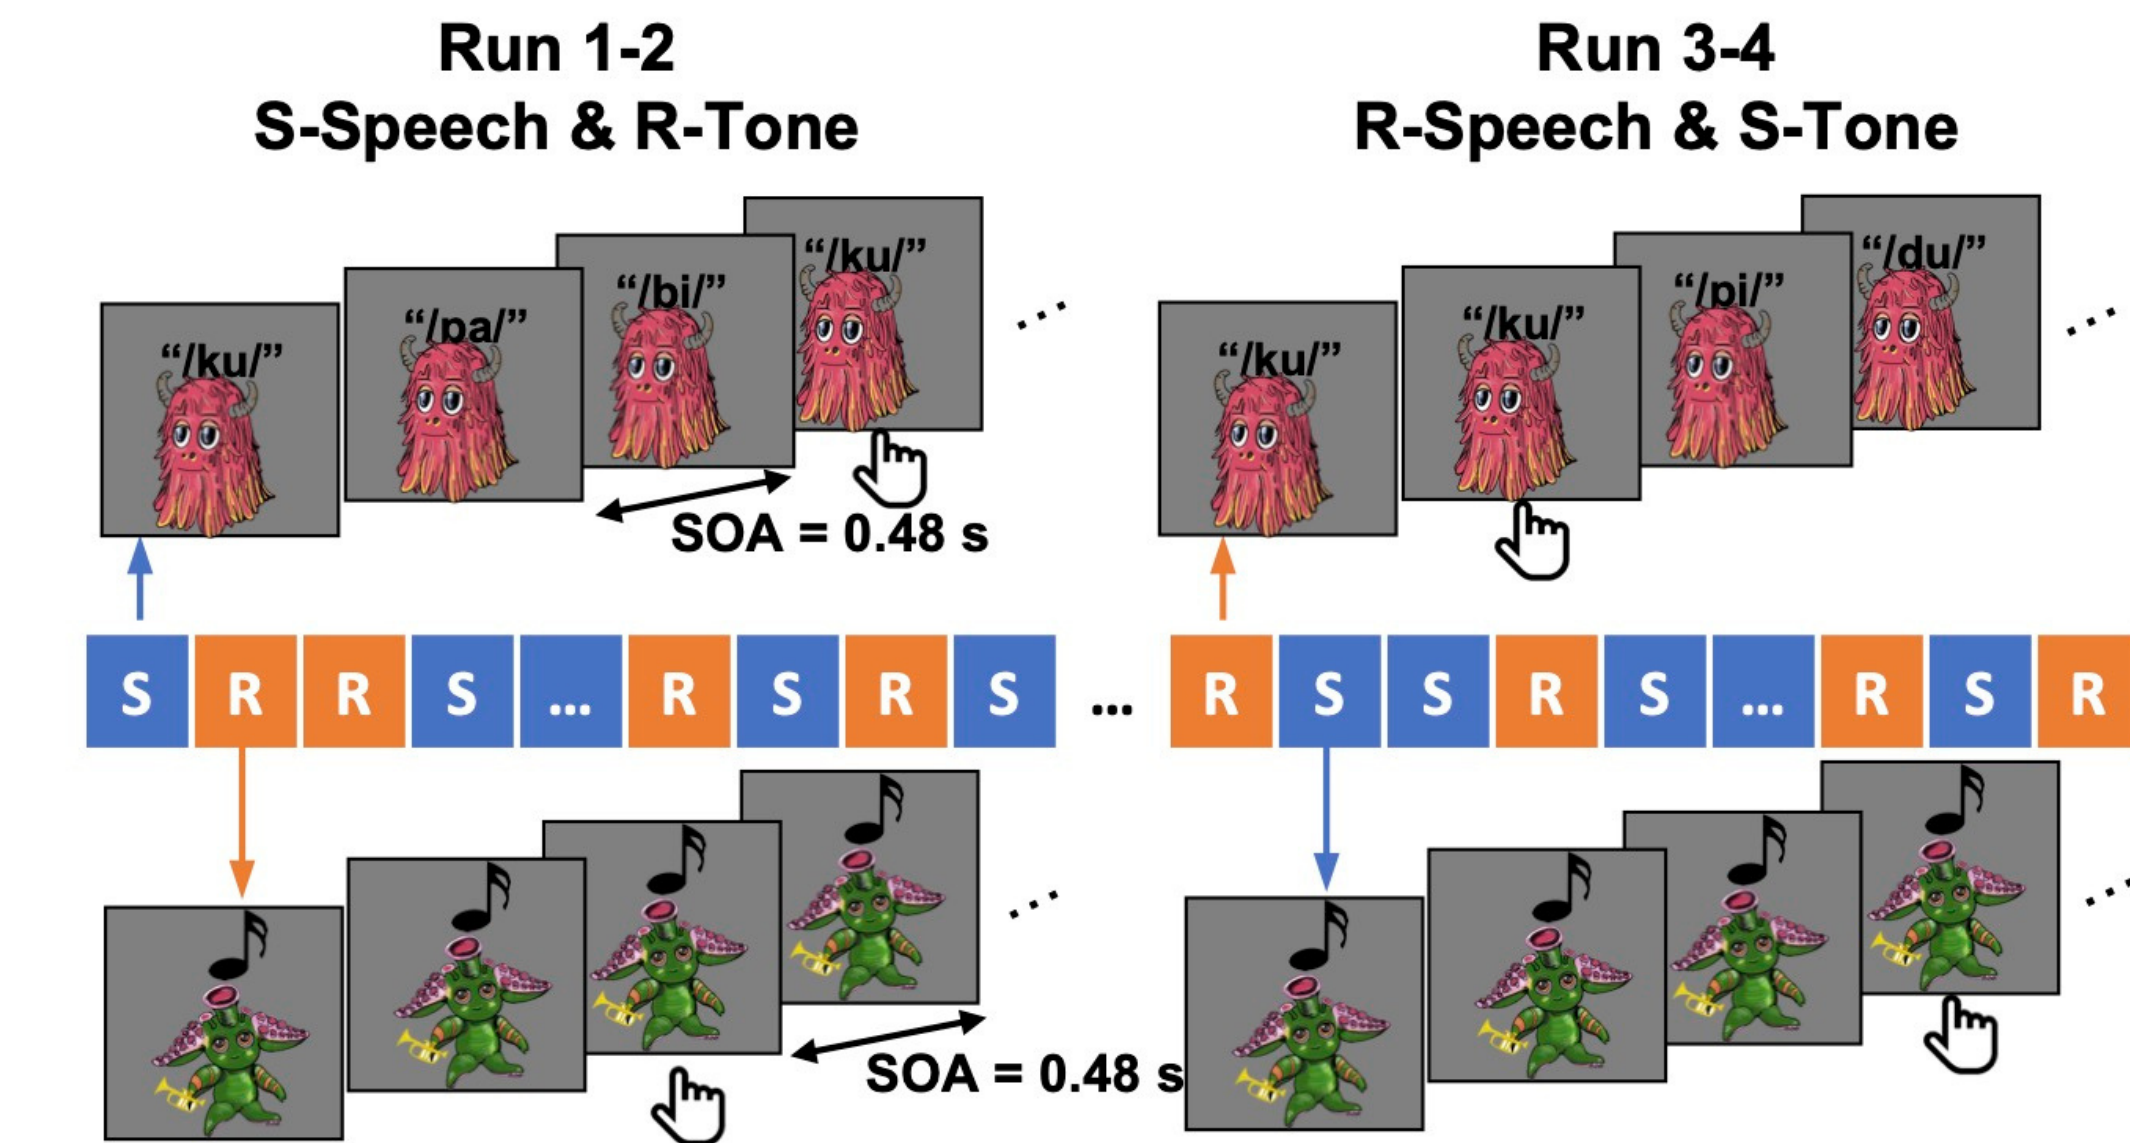 Run 1-2
S-Speech & R-Tone
Run 3-4
R-Speech & S-Tone
“/ku/”
“/pa/”
“/bi/”
“/ku/”
...
“/ku/”
“/ku/”
“/pi/”
“/du/”
...
SOA = 0.48 s
S R R S ... R S R S ... R S S R S ... R S R
...
SOA = 0.48 s
...